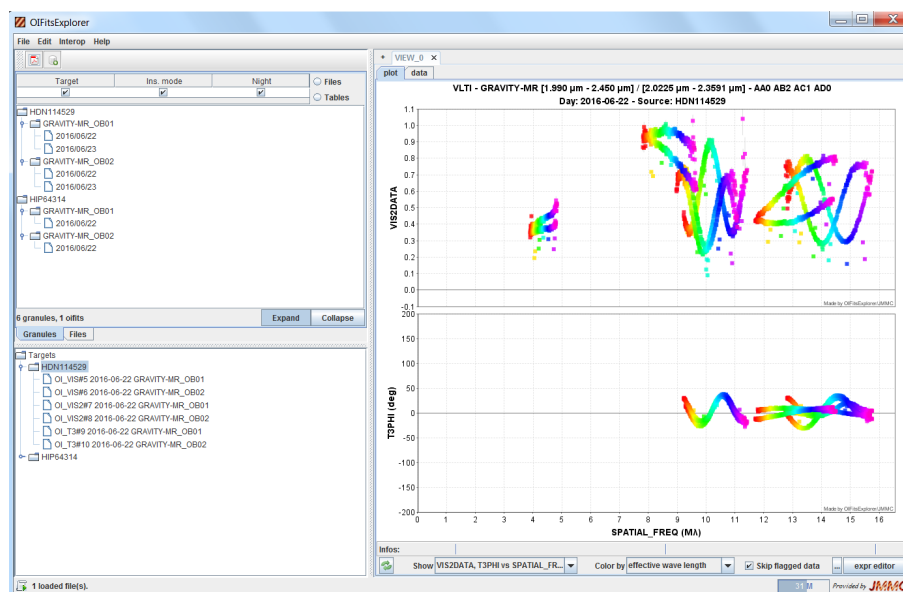 OIFitsExplorer
File Edit Interop Help
Target Ins. mode Night Files
Tables
HDN114529
GRAVITY-MR_OB01
2016/06/22
2016/06/23
GRAVITY-MR_OB02
2016/06/22
2016/06/23
HIP64314
GRAVITY-MR_OB01
2016/06/22
GRAVITY-MR_OB02
2016/06/22
6 granules, 1 oifits Expand Collapse
Granules Files
Targets
HDN114529
OI_VIS#5 2016-06-22 GRAVITY-MR_OB01
OI_VIS#6 2016-06-22 GRAVITY-MR_OB02
OI_VIS2#7 2016-06-22 GRAVITY-MR_OB01
OI_VIS2#8 2016-06-22 GRAVITY-MR_OB02
OI_T3#9 2016-06-22 GRAVITY-MR_OB01
OI_T3#10 2016-06-22 GRAVITY-MR_OB02
HIP64314
1 loaded file(s).
VIEW_0
plot data
VLTI - GRAVITY-MR [1.990 µm - 2.450 µm] / [2.0225 µm - 2.3591 µm] - AA0 AB2 AC1 AD0
Day: 2016-06-22 - Source: HDN114529
VIS2DATA
1.1
1.0
0.9
0.8
0.7
0.6
0.5
0.4
0.3
0.2
0.1
0.0
-0.1
Made by OIFitsExplorer/JMMC
T3PHI (deg)
200
150
100
50
0
-50
-100
-150
-200
Made by OIFitsExplorer/JMMC
0 1 2 3 4 5 6 7 8 9 10 11 12 13 14 15 16
SPATIAL_FREQ (Mλ)
Infos:
Show VIS2DATA, T3PHI vs SPATIAL_FR... Color by effective wave length Skip flagged data ... expr editor
31 M Provided by JMMC